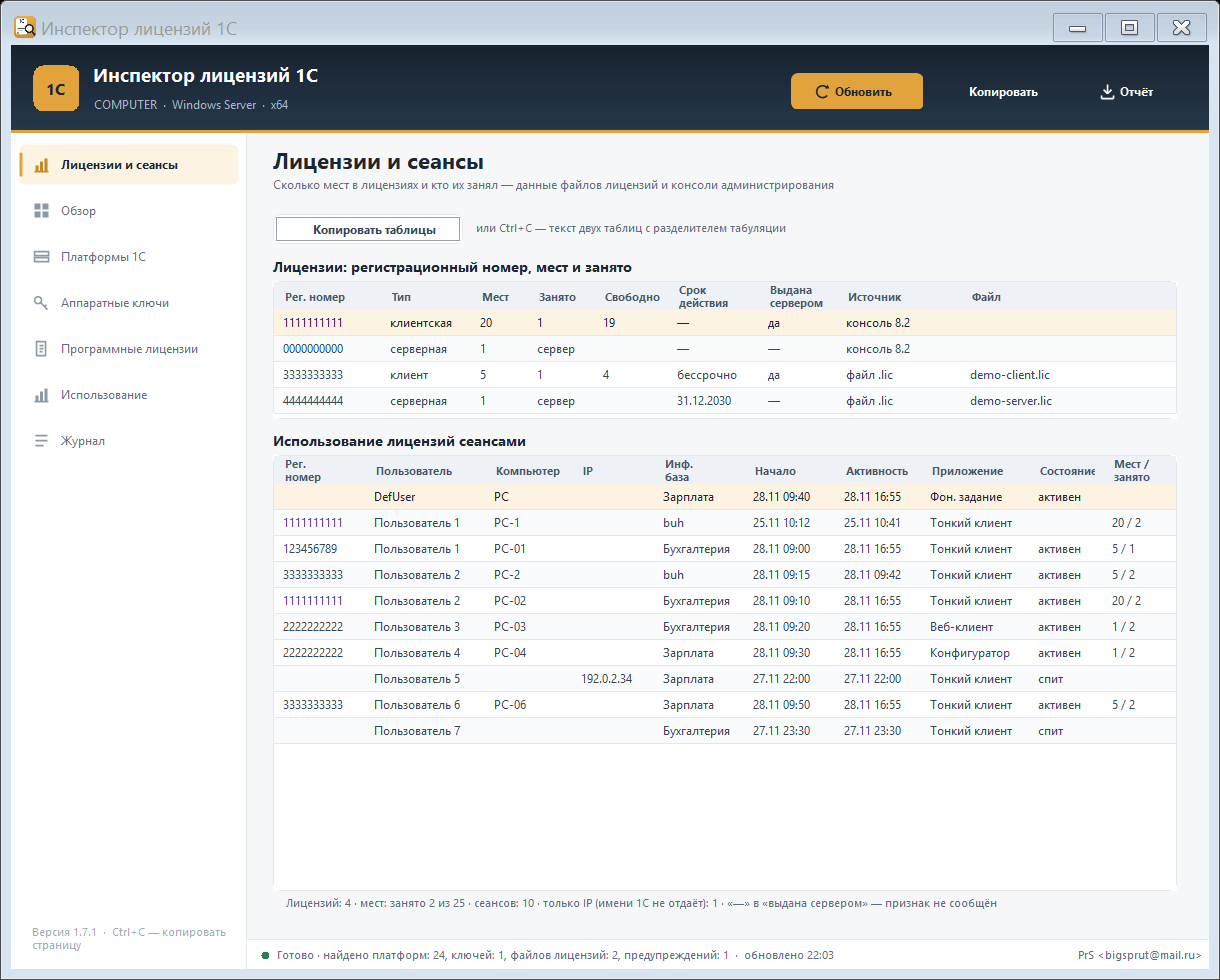 Инспектор лицензий 1С
1С
Инспектор лицензий 1С
COMPUTER · Windows Server · x64
Обновить
Копировать
Отчёт
Лицензии и сеансы
Обзор
Платформы 1С
Аппаратные ключи
Программные лицензии
Использование
Журнал
Версия 1.7.1 · Ctrl+C — копировать
страницу
Лицензии и сеансы
Сколько мест в лицензиях и кто их занял — данные файлов лицензий и консоли администрирования
Копировать таблицы
или Ctrl+C — текст двух таблиц с разделителем табуляции
Лицензии: регистрационный номер, мест и занято
Рег. номер Тип Мест Занято Свободно Срок действия Выдана сервером Источник Файл
1111111111 клиентская 20 1 19 — да консоль 8.2
0000000000 серверная 1 сервер — — консоль 8.2
3333333333 клиент 5 1 4 бессрочно да файл .lic demo-client.lic
4444444444 серверная 1 сервер 31.12.2030 — файл .lic demo-server.lic
Использование лицензий сеансами
Рег. номер Пользователь Компьютер IP Инф. база Начало Активность Приложение Состояние Мест / занято
DefUser PC Зарплата 28.11 09:40 28.11 16:55 Фон. задание активен
1111111111 Пользователь 1 PC-1 buh 25.11 10:12 25.11 10:41 Тонкий клиент 20 / 2
123456789 Пользователь 1 PC-01 Бухгалтерия 28.11 09:00 28.11 16:55 Тонкий клиент активен 5 / 1
3333333333 Пользователь 2 PC-2 buh 28.11 09:15 28.11 09:42 Тонкий клиент активен 5 / 2
1111111111 Пользователь 2 PC-02 Бухгалтерия 28.11 09:10 28.11 16:55 Тонкий клиент активен 20 / 2
2222222222 Пользователь 3 PC-03 Бухгалтерия 28.11 09:20 28.11 16:55 Веб-клиент активен 1 / 2
2222222222 Пользователь 4 PC-04 Зарплата 28.11 09:30 28.11 16:55 Конфигуратор активен 1 / 2
Пользователь 5 192.0.2.34 Зарплата 27.11 22:00 27.11 22:00 Тонкий клиент спит
3333333333 Пользователь 6 PC-06 Зарплата 28.11 09:50 28.11 16:55 Тонкий клиент активен 5 / 2
Пользователь 7 Бухгалтерия 27.11 23:30 27.11 23:30 Тонкий клиент спит
Лицензий: 4 · мест: занято 2 из 25 · сеансов: 10 · только IP (имени 1С не отдаёт): 1 · «—» в «выдана сервером» — признак не сообщён
Готово · найдено платформ: 24, ключей: 1, файлов лицензий: 2, предупреждений: 1 · обновлено 22:03
PrS <bigsprut@mail.ru>